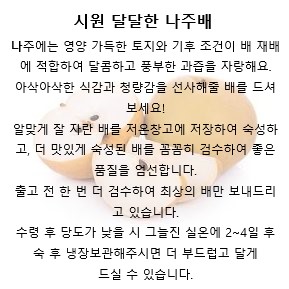 시원 달달한 나주배
나주에는 영양 가득한 토지와 기후 조건이 배 재배
에 적합하여 달콤하고 풍부한 과즙을 자랑해요.
아삭아삭한 식감과 청량감을 선사해줄 배를 드셔
보세요!
알맞게 잘 자란 배를 저온창고에 저장하여 숙성하
고, 더 맛있게 숙성된 배를 꼼꼼히 검수하여 좋은
품질을 엄선합니다.
출고 전 한 번 더 검수하여 최상의 배만 보내드리
고 있습니다.
수령 후 당도가 낮을 시 그늘진 실온에 2~4일 후
숙 후 냉장보관해주시면 더 부드럽고 달게
드실 수 있습니다.